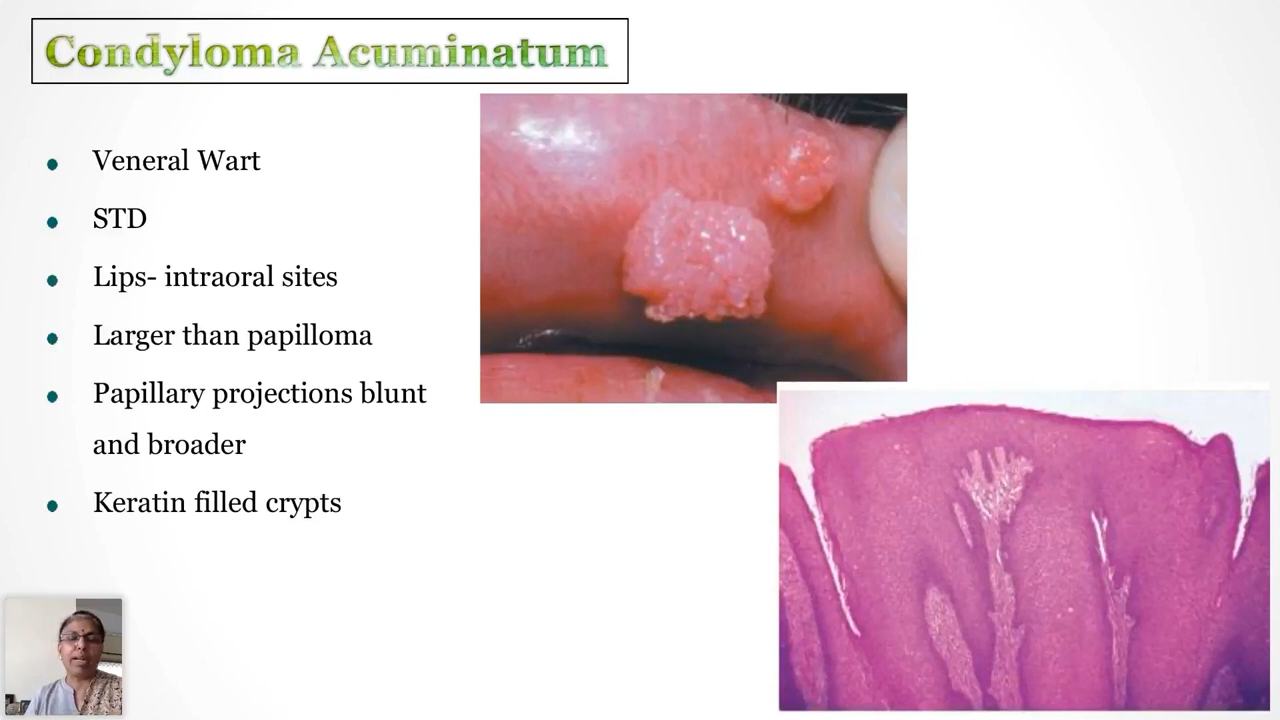 Condyloma Acuminatum
Veneral Wart
STD
Lips- intraoral sites
Larger than papilloma
Papillary projections blunt
and broader
Keratin filled crypts